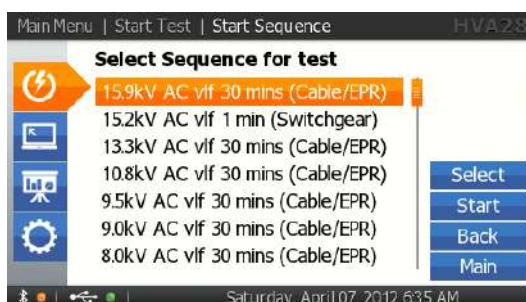 Main Menu | Start Test | Start Sequence
HVA28
Select Sequence for test
15.9kV AC vlf 30 mins (Cable/EPR)
15.2kV AC vlf 1 min (Switchgear)
13.3kV AC vlf 30 mins (Cable/EPR)
10.8kV AC vlf 30 mins (Cable/EPR)
9.5kV AC vlf 30 mins (Cable/EPR)
9.0kV AC vlf 30 mins (Cable/EPR)
8.0kV AC vlf 30 mins (Cable/EPR)
Select
Start
Back
Main
Saturday, April 07, 2012 6:35 AM